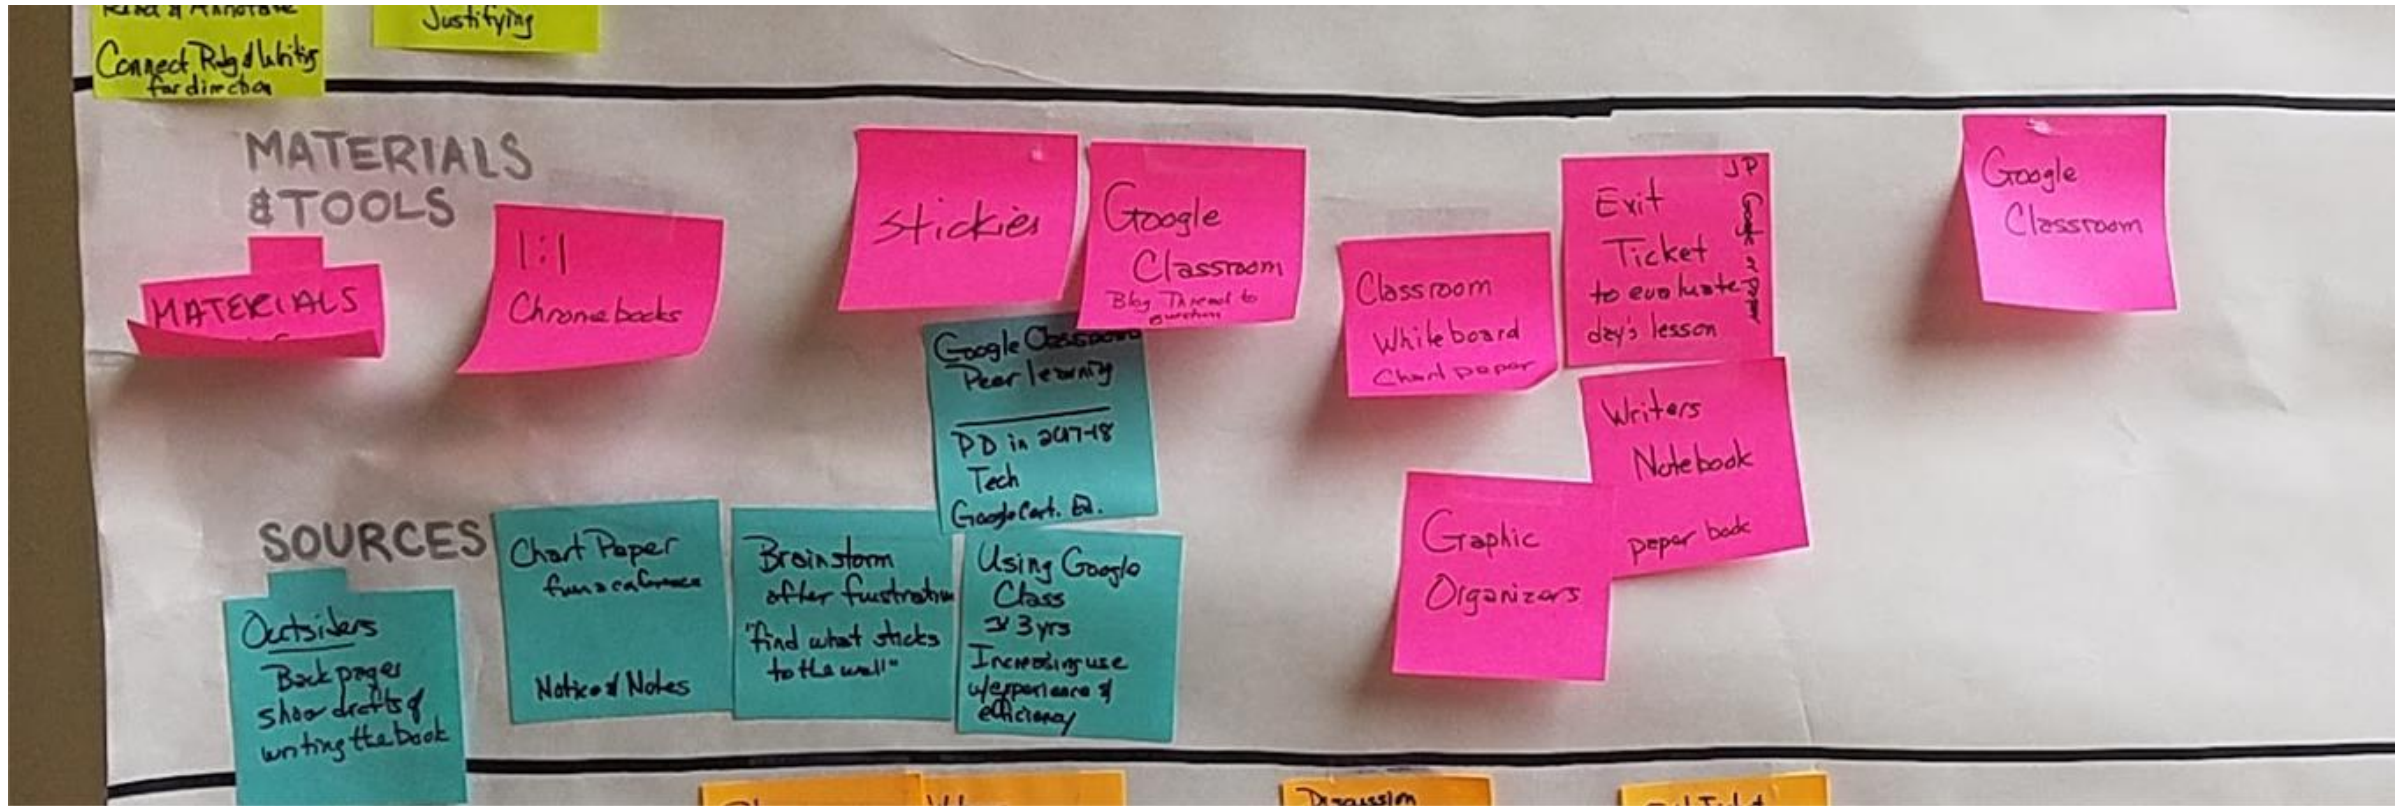 Read & Annotate
Connect Rdg & Writing
for direction
Justifying
MATERIALS
& TOOLS
MATERIALS
1:1
Chromebooks
stickies
Google
Classroom
Blog Thread to
question
Classroom
Whiteboard
Chart paper
JP
Exit
Ticket
to evaluate
day's lesson
Google
Google
Classroom
Google Classroom
Peer learning
PD in 2017-18
Tech
Google Cert. Ed.
Writers
Notebook
paper book
Graphic
Organizers
SOURCES
Outsiders
Back pages
show drafts of
writing the book
Chart Paper
from a conference
Notice & Notes
Brainstorm
after frustration
"find what sticks
to the wall"
Using Google
Class
3 yrs
Increasing use
w/experience &
efficiency
Discussion